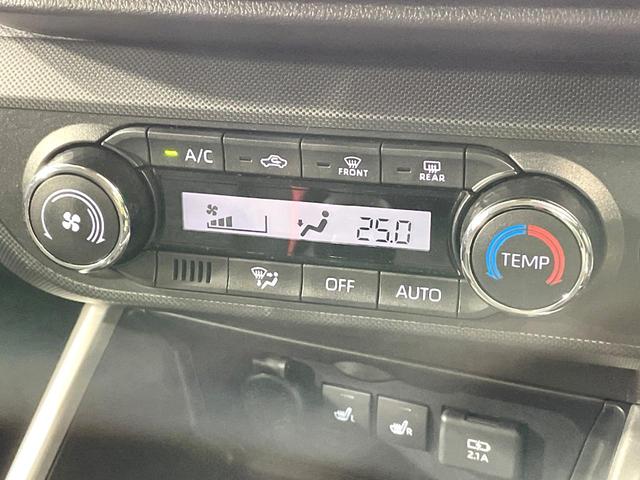 A/C
FRONT
REAR
25.0
TEMP
OFF
AUTO
L
R
2.1A